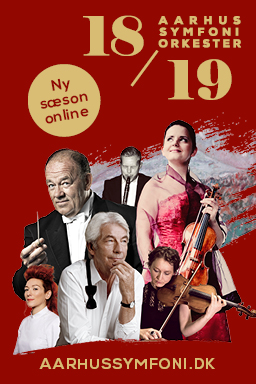 18/19
AARHUS
SYMFONI
ORKESTER
Ny
sæson
online
AARHUSSYMFONI.DK